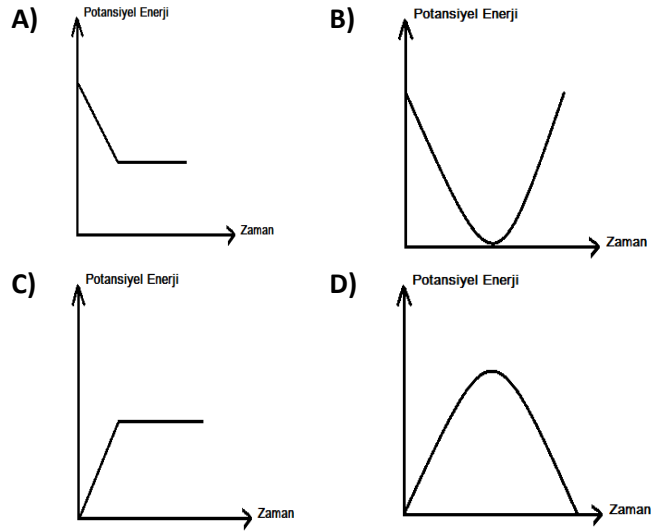 A)
Potansiyel Enerji
Zaman
B)
Potansiyel Enerji
Zaman
C)
Potansiyel Enerji
Zaman
D)
Potansiyel Enerji
Zaman